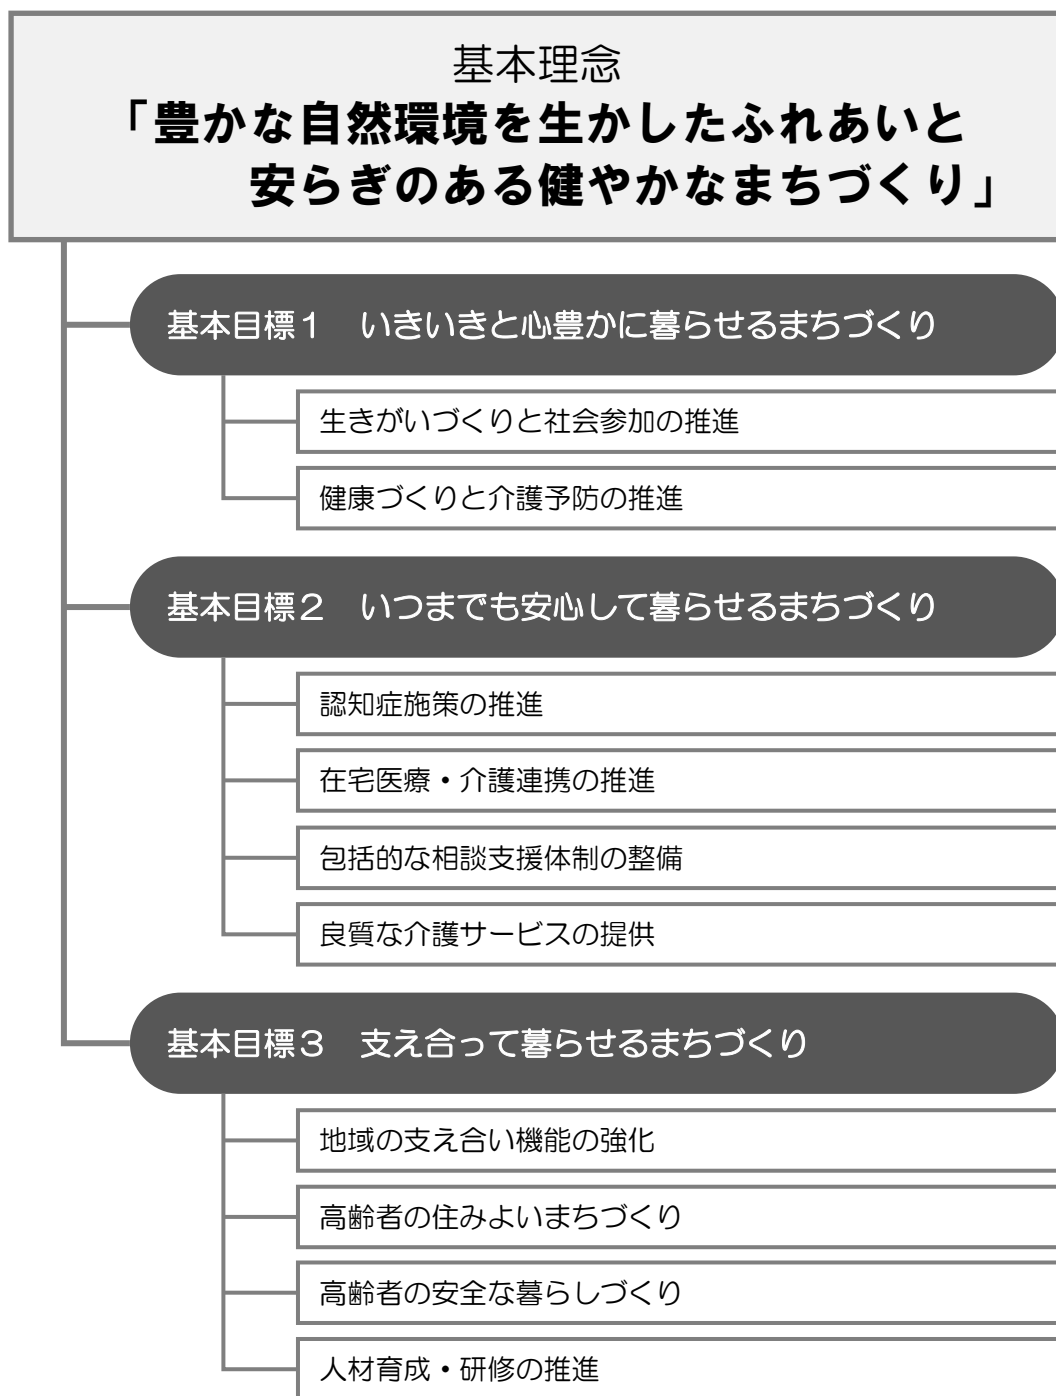 基本理念
「豊かな自然環境を生かしたふれあいと
安らぎのある健やかなまちづくり」
基本目標１　いきいきと心豊かに暮らせるまちづくり
生きがいづくりと社会参加の推進
健康づくりと介護予防の推進
基本目標２　いつまでも安心して暮らせるまちづくり
認知症施策の推進
在宅医療・介護連携の推進
包括的な相談支援体制の整備
良質な介護サービスの提供
基本目標３　支え合って暮らせるまちづくり
地域の支え合い機能の強化
高齢者の住みよいまちづくり
高齢者の安全な暮らしづくり
人材育成・研修の推進